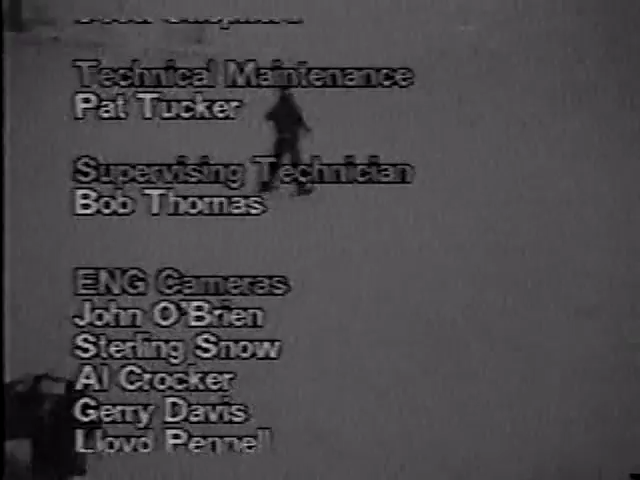 Technical Maintenance
Pat Tucker
Supervising Technician
Bob Thomas
ENG Cameras
John O'Brien
Sterling Snow
Al Crocker
Gerry Davis
Lloyd Pennell